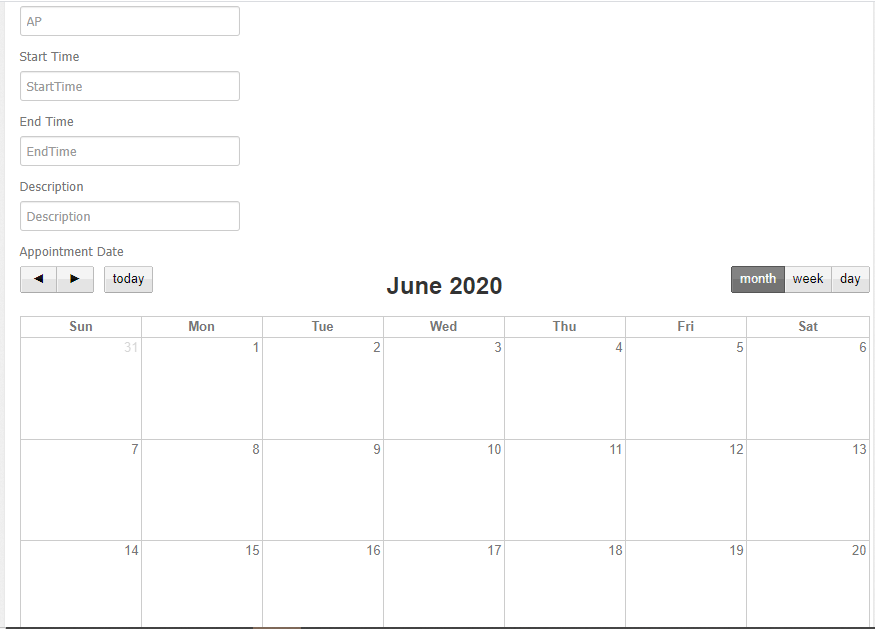 AP
Start Time
StartTime
End Time
EndTime
Description
Description
Appointment Date
◄ ► today June 2020 month week day
Sun Mon Tue Wed Thu Fri Sat
31 1 2 3 4 5 6
7 8 9 10 11 12 13
14 15 16 17 18 19 20